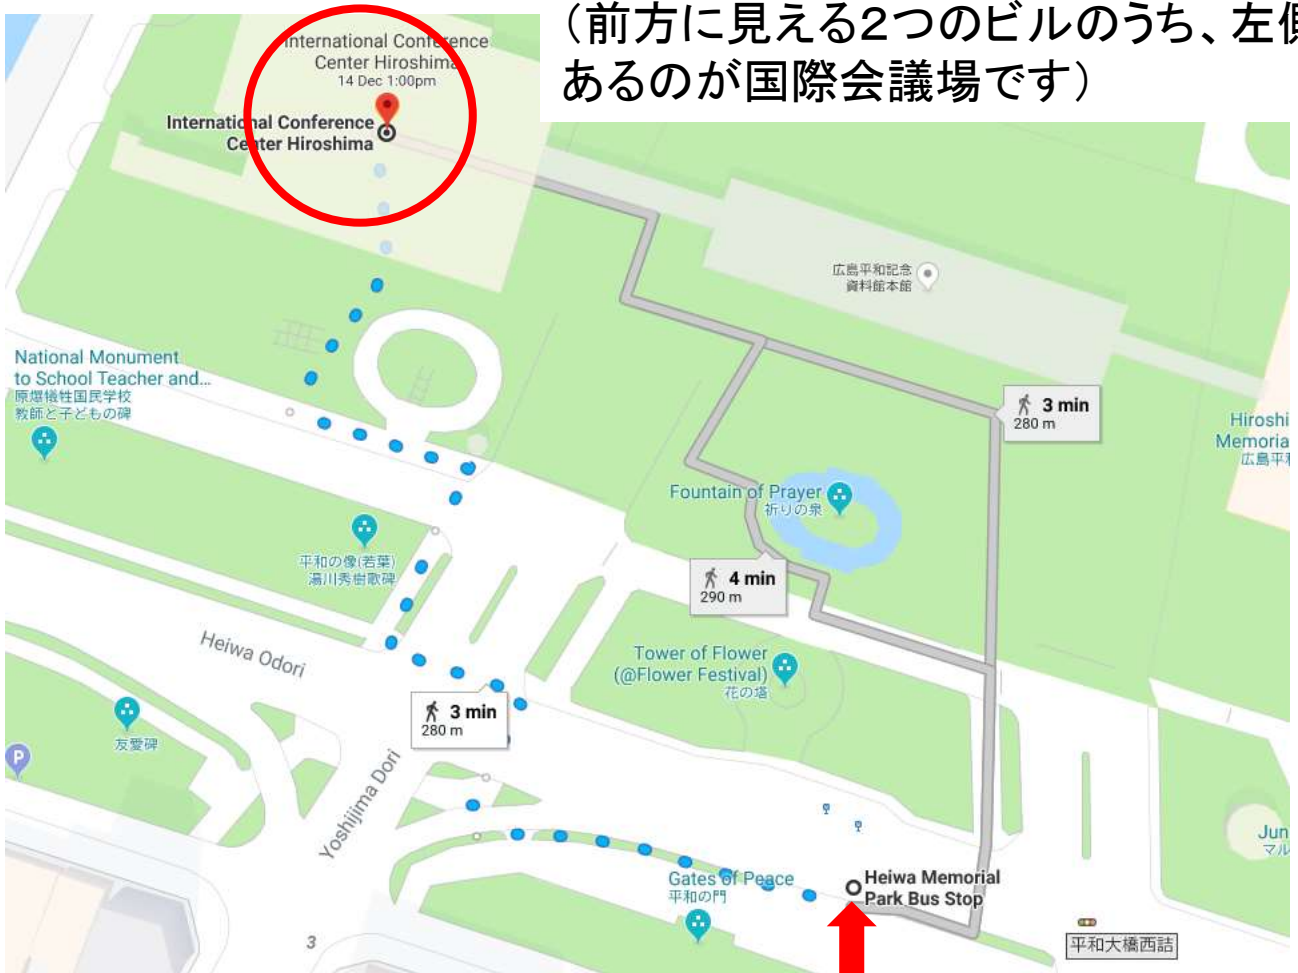 （前方に見える２つのビルのうち、左側
あるのが国際会議場です）
International Conference
Center Hiroshima
14 Dec 1:00pm
International Conference
Center Hiroshima
広島平和記念
資料館本館
National Monument
to School Teacher and...
原爆犠牲国民学校
教師と子どもの碑
3 min
280 m
Hiroshi
Memoria
広島平和
Fountain of Prayer
祈りの泉
平和の像(若葉)
湯川秀樹歌碑
4 min
290 m
Heiwa Odori
Tower of Flower
(@Flower Festival)
花の塔
3 min
280 m
友愛碑
P
Yoshijima Dori
Jun
マル
Gates of Peace
平和の門
Heiwa Memorial
Park Bus Stop
3
平和大橋西詰